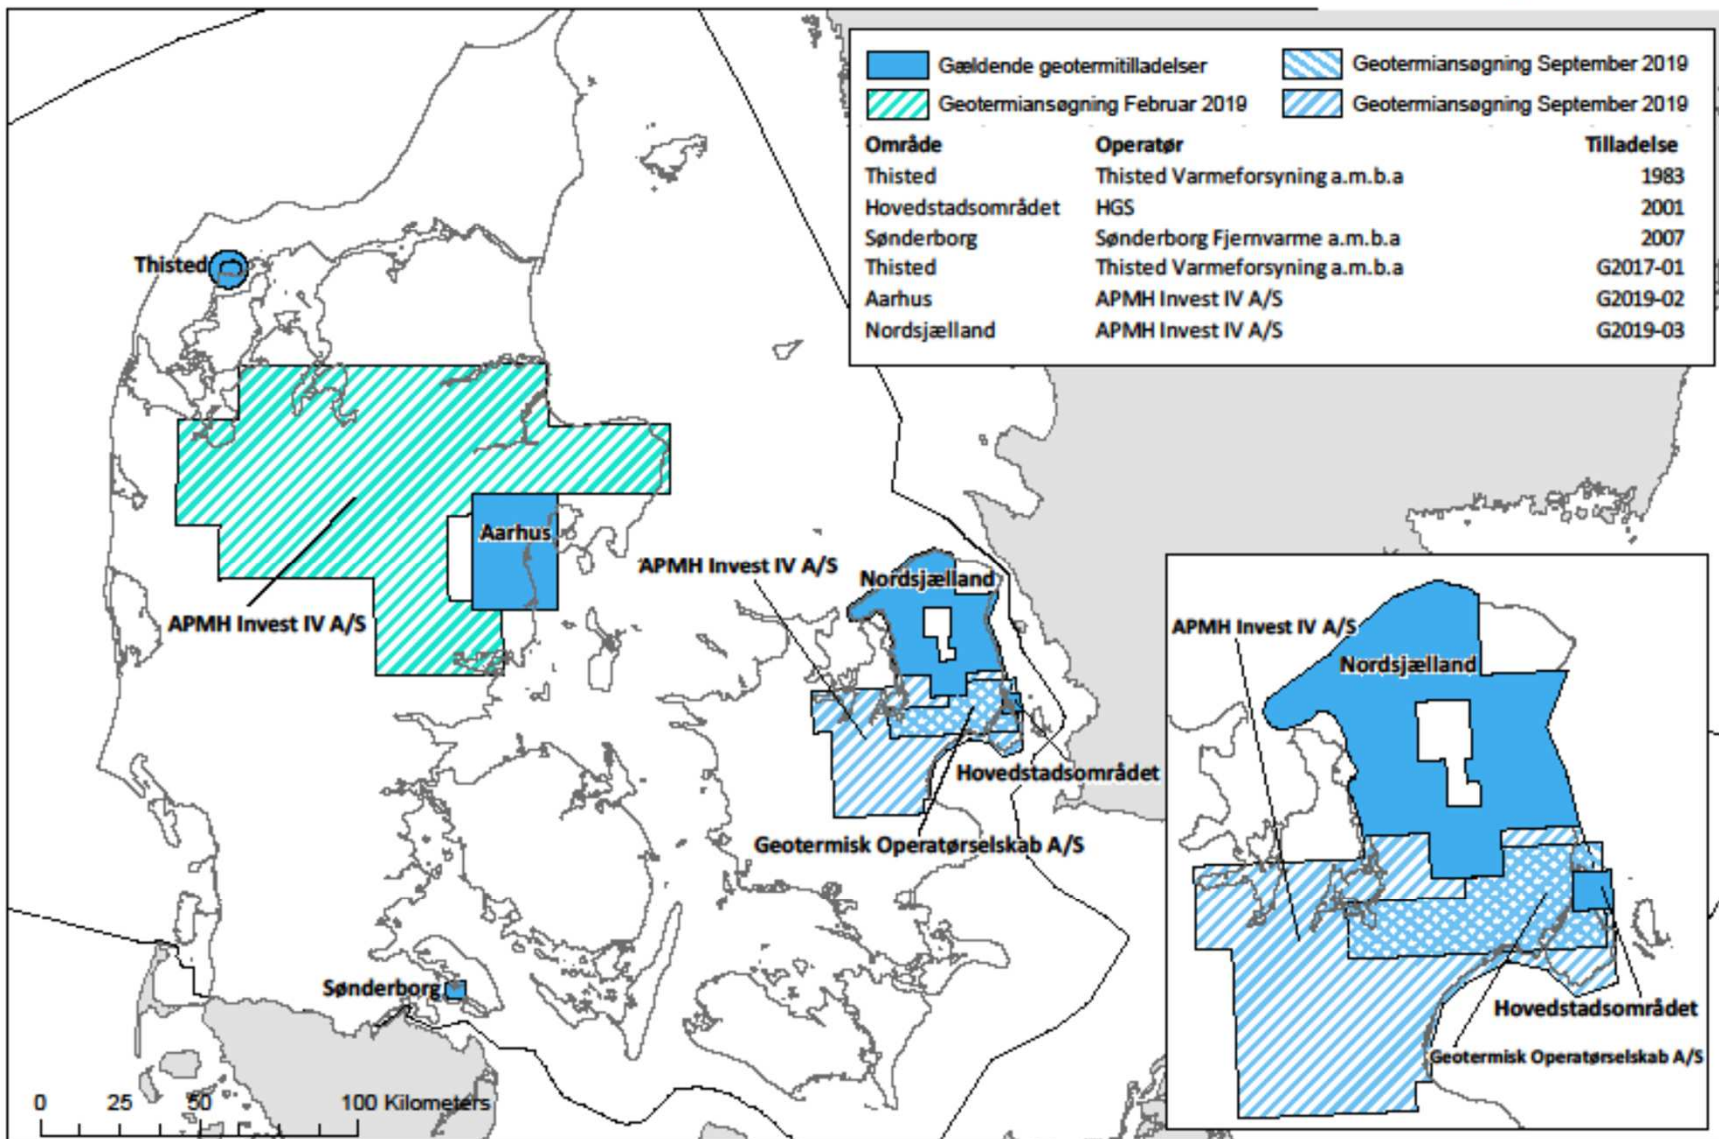 Gældende geotermitilladelser
Geotermiansøgning September 2019
Geotermiansøgning Februar 2019
Geotermiansøgning September 2019
Område Operatør Tilladelse
Thisted Thisted Varmeforsyning a.m.b.a 1983
Hovedstadsområdet HGS 2001
Sønderborg Sønderborg Fjernvarme a.m.b.a 2007
Thisted Thisted Varmeforsyning a.m.b.a G2017-01
Aarhus APMH Invest IV A/S G2019-02
Nordsjælland APMH Invest IV A/S G2019-03
Thisted
Aarhus
APMH Invest IV A/S
APMH Invest IV A/S
Nordsjælland
Hovedstadsområdet
Geotermisk Operatørselskab A/S
Sønderborg
0 25 50 100 Kilometers
APMH Invest IV A/S
Nordsjælland
Hovedstadsområdet
Geotermisk Operatørselskab A/S